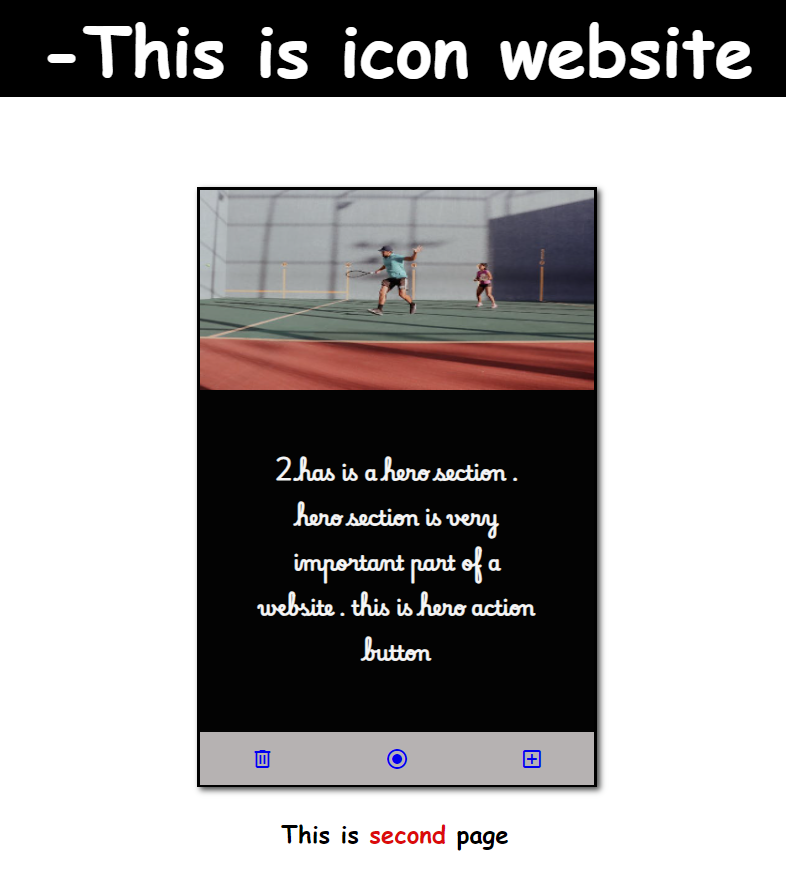 -This is icon website
2.has is a hero section .
hero section is very
important part of a
website . this is hero action
button
This is second page